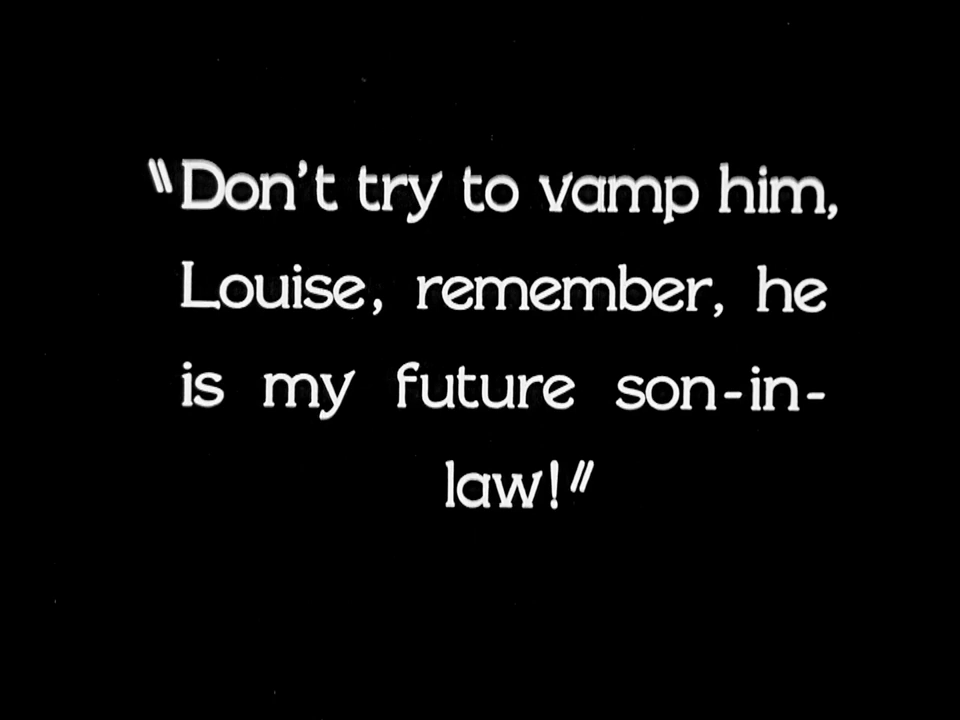 "Don't try to vamp him,
Louise, remember, he
is my future son-in-
law!"